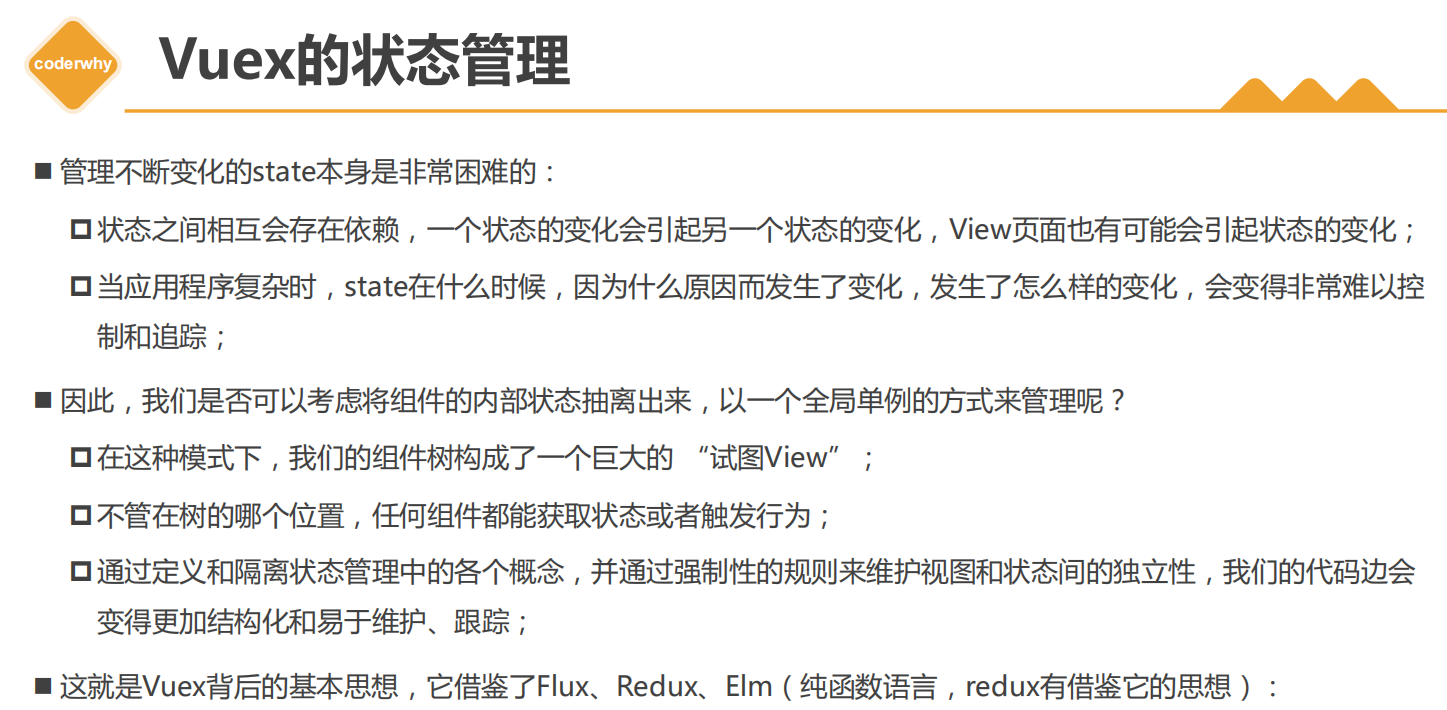 coderwhy
Vuex的状态管理
管理不断变化的state本身是非常困难的：
状态之间相互会存在依赖，一个状态的变化会引起另一个状态的变化，View页面也有可能会引起状态的变化；
当应用程序复杂时，state在什么时候，因为什么原因而发生了变化，发生了怎么样的变化，会变得非常难以控
制和追踪；
因此，我们是否可以考虑将组件的内部状态抽离出来，以一个全局单例的方式来管理呢？
在这种模式下，我们的组件树构成了一个巨大的 “试图View” ；
不管在树的哪个位置，任何组件都能获取状态或者触发行为；
通过定义和隔离状态管理中的各个概念，并通过强制性的规则来维护视图和状态间的独立性，我们的代码边会
变得更加结构化和易于维护、跟踪；
这就是Vuex背后的基本思想，它借鉴了Flux、Redux、Elm（纯函数语言，redux有借鉴它的思想）：